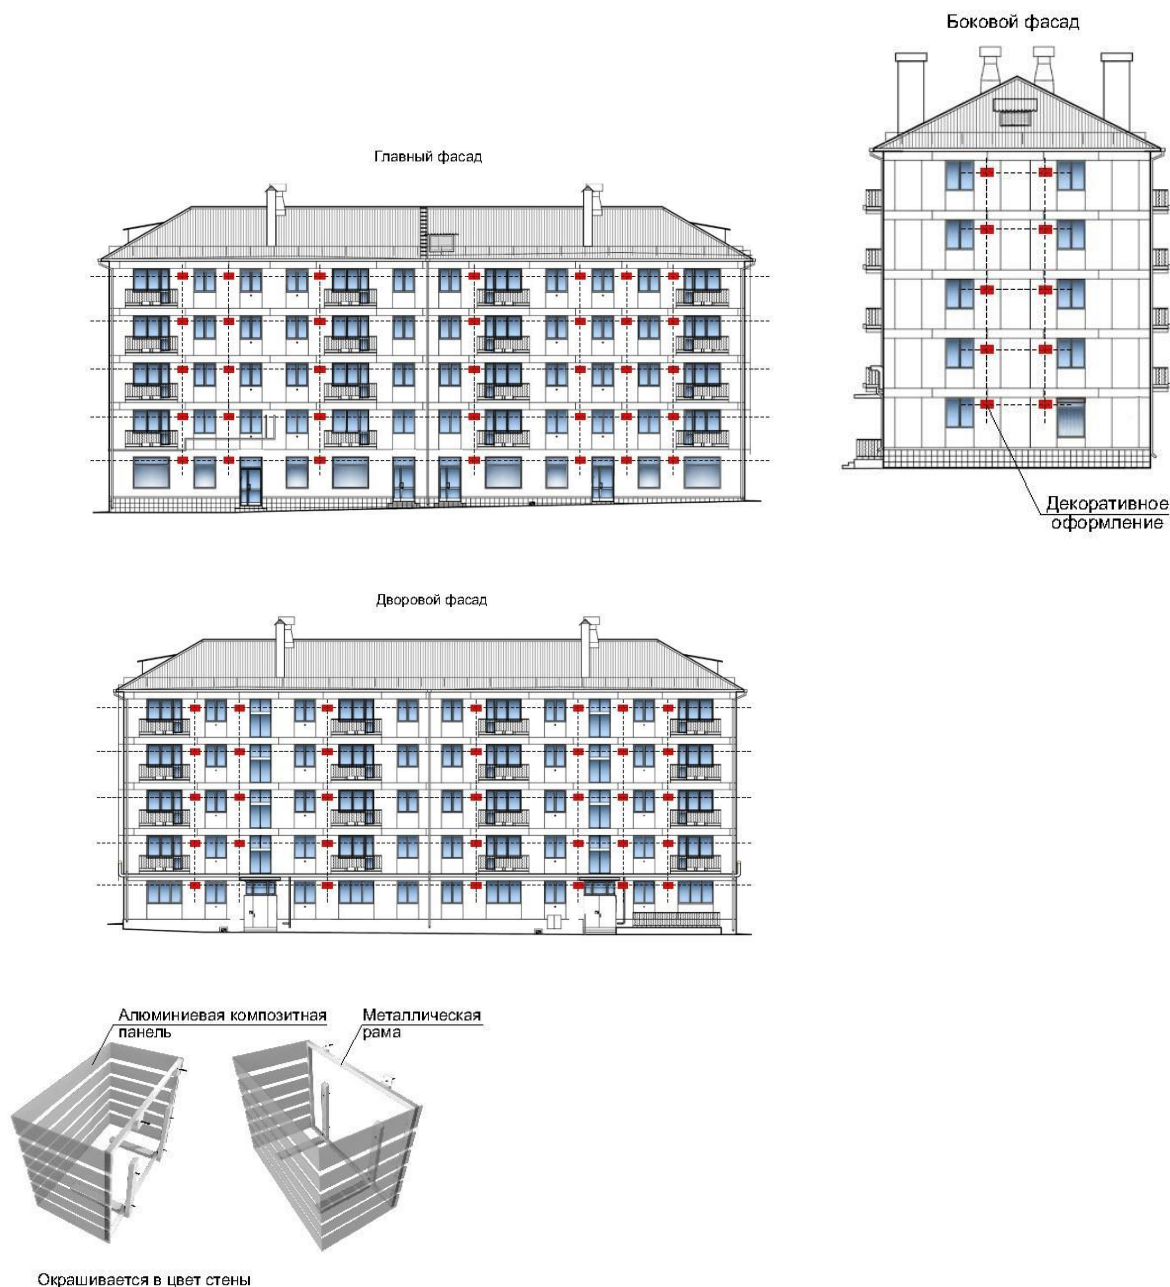 Боковой фасад
Главный фасад
Декоративное
оформление
Дворовой фасад
Алюминиевая композитная
панель
Металлическая
рама
Окрашивается в цвет стены